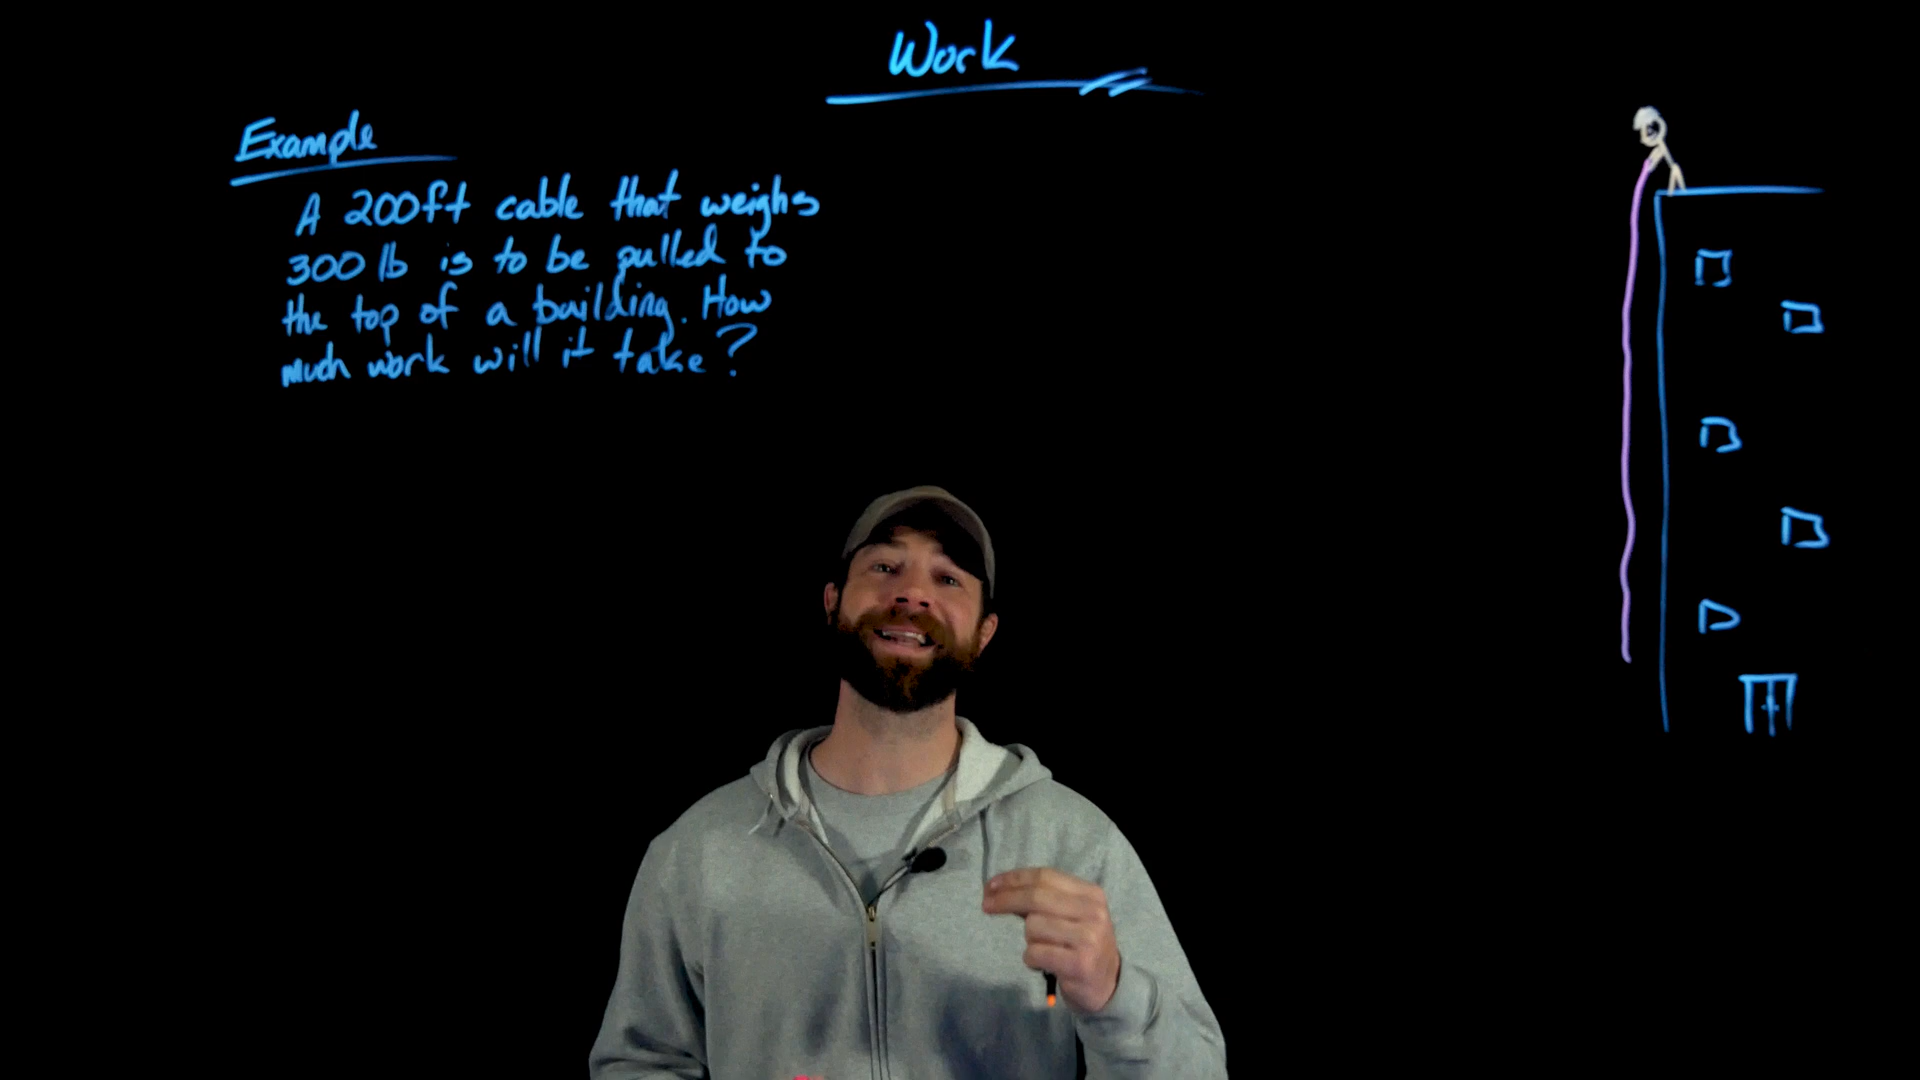 Work
Example
A 200ft cable that weighs
300 lb is to be pulled to
the top of a building. How
much work will it take?